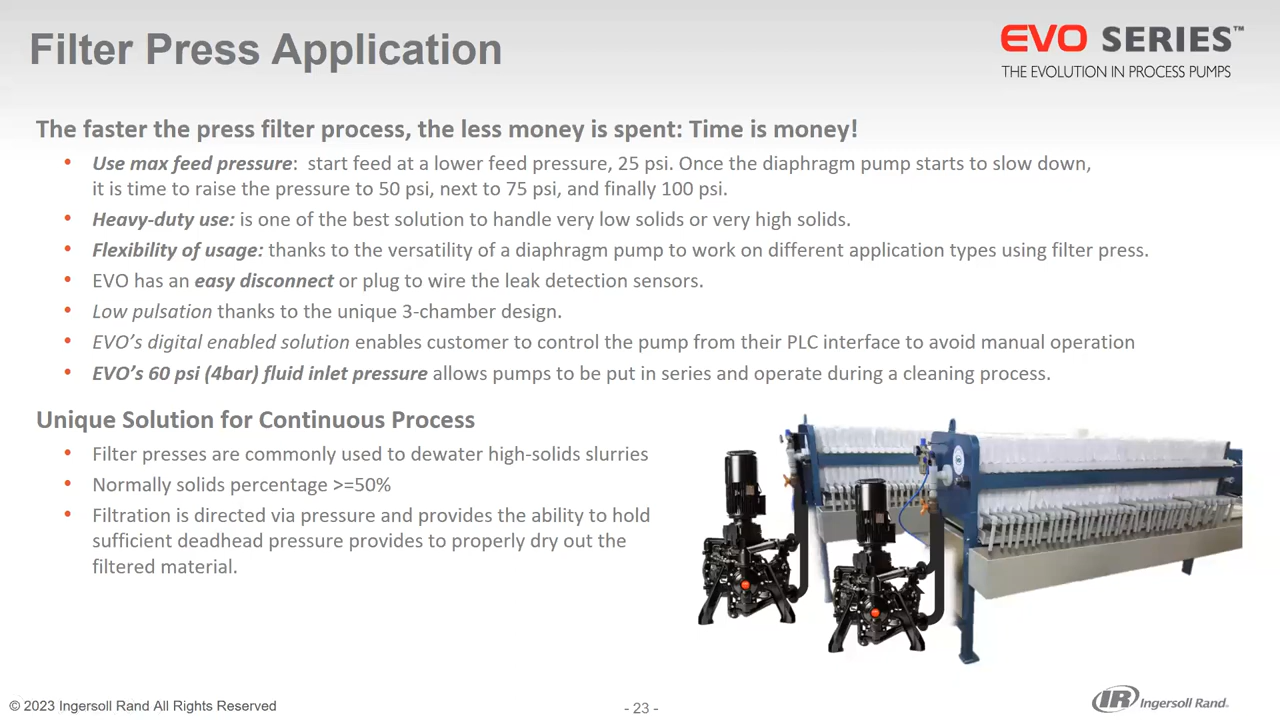 Filter Press Application
EVO SERIES™
THE EVOLUTION IN PROCESS PUMPS
The faster the press filter process, the less money is spent: Time is money!
• Use max feed pressure: start feed at a lower feed pressure, 25 psi. Once the diaphragm pump starts to slow down,
it is time to raise the pressure to 50 psi, next to 75 psi, and finally 100 psi.
• Heavy-duty use: is one of the best solution to handle very low solids or very high solids.
• Flexibility of usage: thanks to the versatility of a diaphragm pump to work on different application types using filter press.
• EVO has an easy disconnect or plug to wire the leak detection sensors.
• Low pulsation thanks to the unique 3-chamber design.
• EVO's digital enabled solution enables customer to control the pump from their PLC interface to avoid manual operation
• EVO's 60 psi (4bar) fluid inlet pressure allows pumps to be put in series and operate during a cleaning process.
Unique Solution for Continuous Process
• Filter presses are commonly used to dewater high-solids slurries
• Normally solids percentage >=50%
• Filtration is directed via pressure and provides the ability to hold
sufficient deadhead pressure provides to properly dry out the
filtered material.
© 2023 Ingersoll Rand All Rights Reserved
- 23 -
IR Ingersoll Rand.